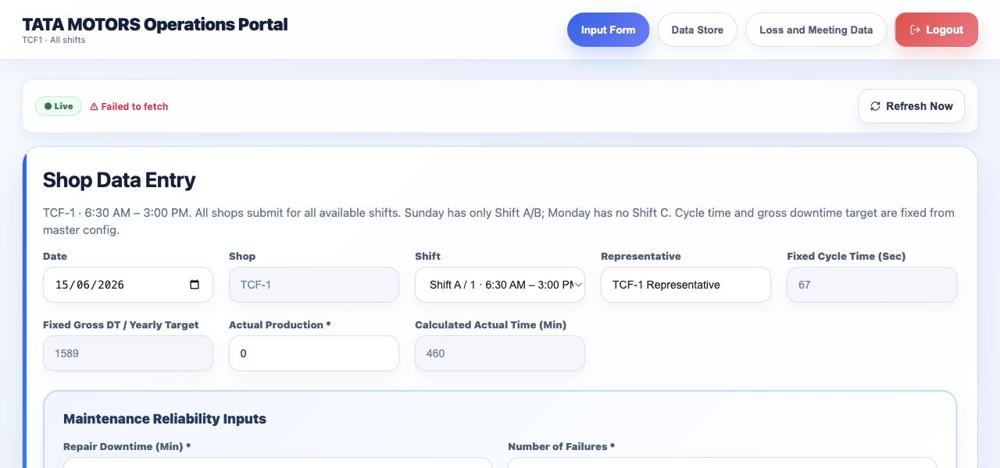 TATA MOTORS Operations Portal
TCF1 · All shifts
Input Form
Data Store
Loss and Meeting Data
Logout
Live
Failed to fetch
Refresh Now
Shop Data Entry
TCF-1 · 6:30 AM – 3:00 PM. All shops submit for all available shifts. Sunday has only Shift A/B; Monday has no Shift C. Cycle time and gross downtime target are fixed from
master config.
Date
Shop
Shift
Representative
Fixed Cycle Time (Sec)
15/06/2026
TCF-1
Shift A / 1 · 6:30 AM – 3:00 PM
TCF-1 Representative
67
Fixed Gross DT / Yearly Target
Actual Production *
Calculated Actual Time (Min)
1589
0
460
Maintenance Reliability Inputs
Repair Downtime (Min) *
Number of Failures *